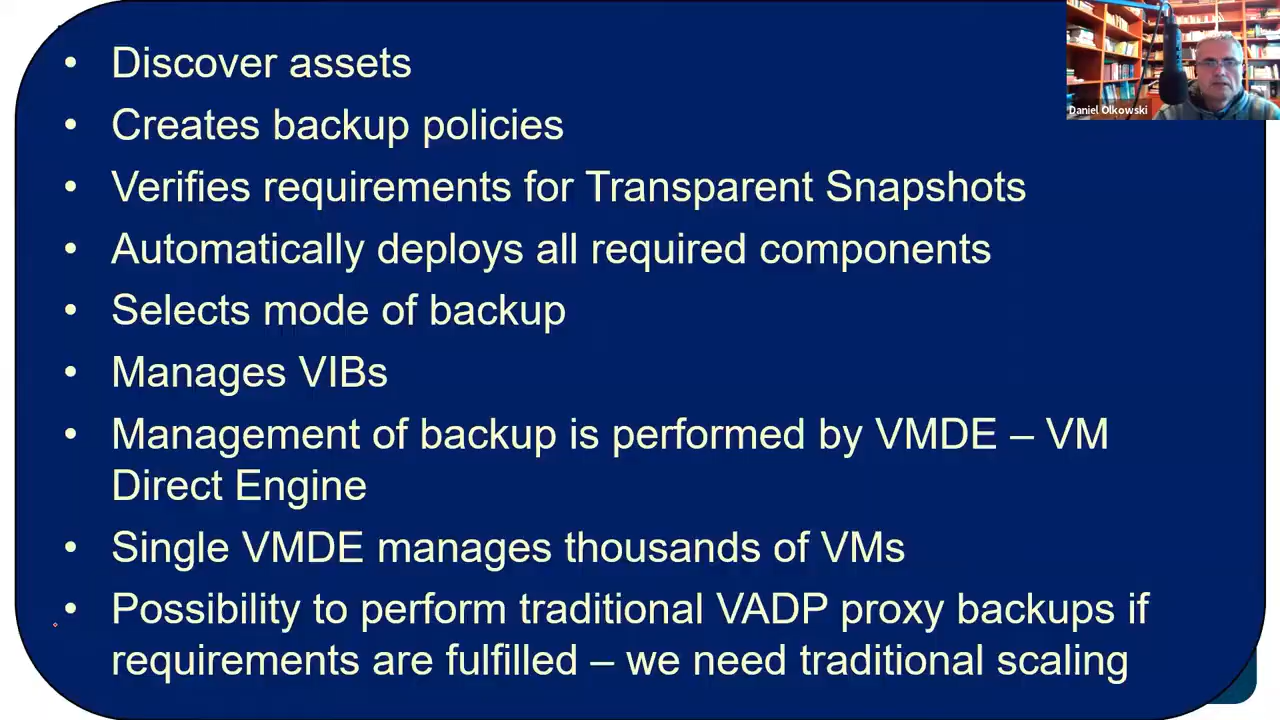 • Discover assets
• Creates backup policies
• Verifies requirements for Transparent Snapshots
• Automatically deploys all required components
• Selects mode of backup
• Manages VIBs
• Management of backup is performed by VMDE – VM
Direct Engine
• Single VMDE manages thousands of VMs
• Possibility to perform traditional VADP proxy backups if
requirements are fulfilled – we need traditional scaling
Daniel Olkowski